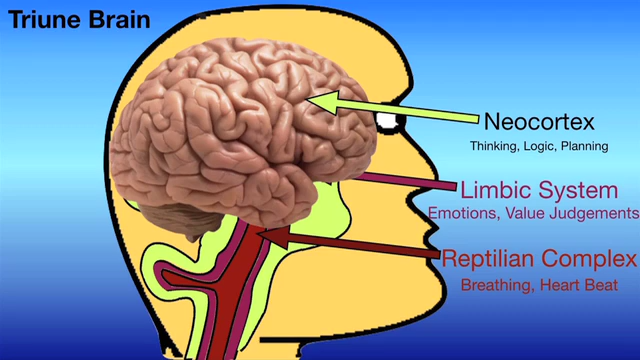 Triune Brain
Neocortex
Thinking, Logic, Planning
Limbic System
Emotions, Value Judgements
Reptilian Complex
Breathing, Heart Beat